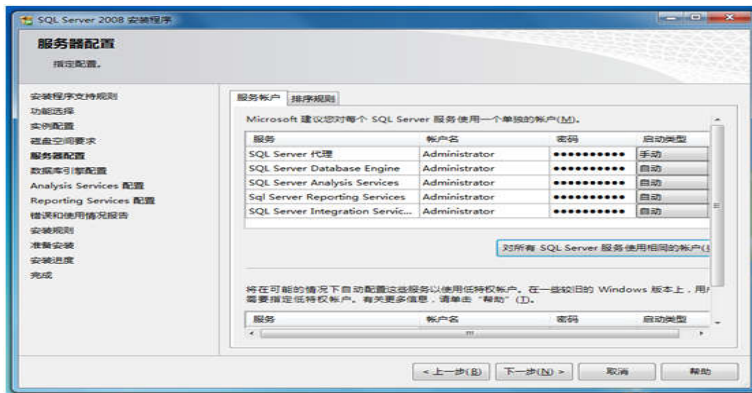 SQL Server 2008 安装程序
服务器配置
指定配置。
安装程序支持规则
功能选择
实例配置
磁盘空间要求
服务器配置
数据库引擎配置
Analysis Services 配置
Reporting Services 配置
错误和使用情况报告
安装规则
准备安装
安装进度
完成
服务帐户 排序规则
Microsoft 建议您对每个 SQL Server 服务使用一个单独的帐户(M)。
服务 帐户名 密码 启动类型
SQL Server 代理 Administrator ●●●●●●●●●● 手动
SQL Server Database Engine Administrator ●●●●●●●●●● 自动
SQL Server Analysis Services Administrator ●●●●●●●●●● 自动
Sql Server Reporting Services Administrator ●●●●●●●●●● 自动
SQL Server Integration Servic... Administrator ●●●●●●●●●● 自动
对所有 SQL Server 服务使用相同的帐户(
将在可能的情况下自动配置这些服务以使用低特权帐户。在一些较旧的 Windows 版本上，用户
需要指定低特权帐户。有关更多信息，请单击“帮助”(I)。
服务 帐户名 密码 启动类型
< 上一步(B) 下一步(N) > 取消 帮助